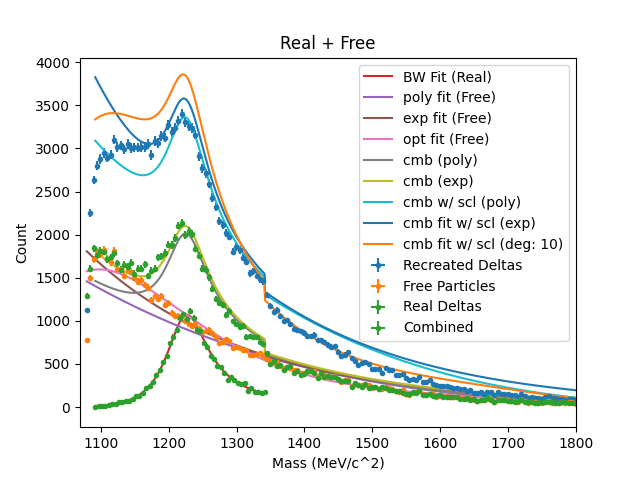 Real + Free
4000
3500
3000
2500
2000
1500
1000
500
0
Count
1100
1200
1300
1400
1500
1600
1700
1800
Mass (MeV/c^2)
BW Fit (Real)
poly fit (Free)
exp fit (Free)
opt fit (Free)
cmb (poly)
cmb (exp)
cmb w/ scl (poly)
cmb fit w/ scl (exp)
cmb fit w/ scl (deg: 10)
Recreated Deltas
Free Particles
Real Deltas
Combined